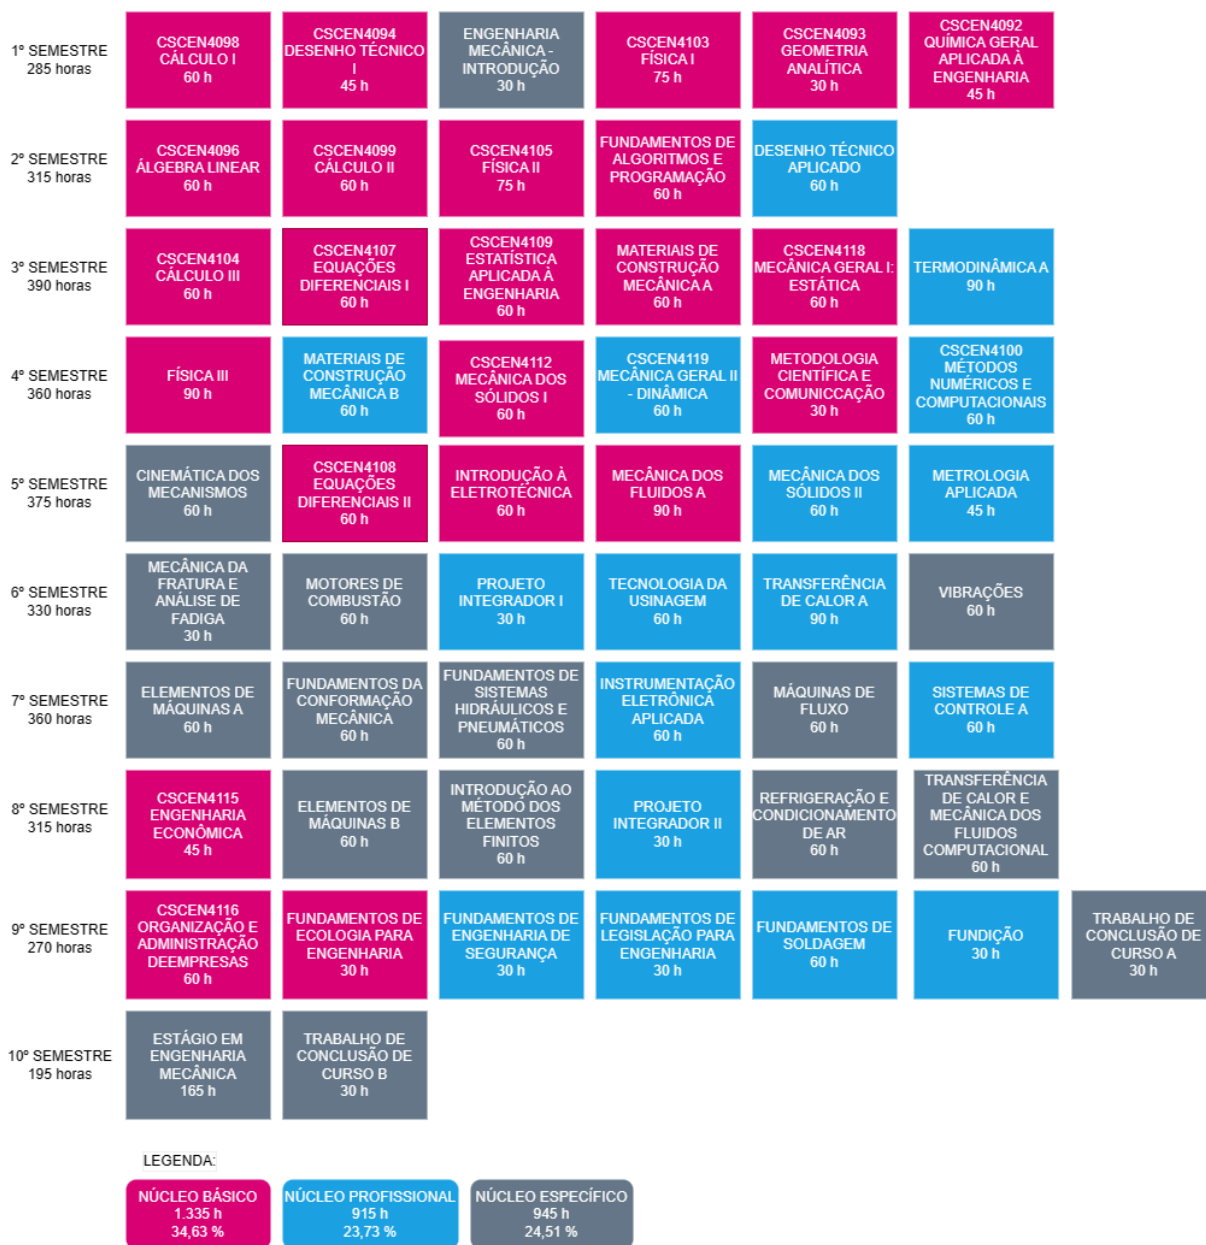 1º SEMESTRE
285 horas
CSCEN4098
CÁLCULO I
60 h
CSCEN4094
DESENHO TÉCNICO
I
45 h
ENGENHARIA
MECÂNICA -
INTRODUÇÃO
30 h
CSCEN4103
FÍSICA I
75 h
CSCEN4093
GEOMETRIA
ANALÍTICA
30 h
CSCEN4092
QUÍMICA GERAL
APLICADA À
ENGENHARIA
45 h
2º SEMESTRE
315 horas
CSCEN4096
ÁLGEBRA LINEAR
60 h
CSCEN4099
CÁLCULO II
60 h
CSCEN4105
FÍSICA II
75 h
FUNDAMENTOS DE
ALGORITMOS E
PROGRAMAÇÃO
60 h
DESENHO TÉCNICO
APLICADO
60 h
3º SEMESTRE
390 horas
CSCEN4104
CÁLCULO III
60 h
CSCEN4107
EQUAÇÕES
DIFERENCIAIS I
60 h
CSCEN4109
ESTATÍSTICA
APLICADA À
ENGENHARIA
60 h
MATERIAIS DE
CONSTRUÇÃO
MECÂNICA A
60 h
CSCEN4118
MECÂNICA GERAL I:
ESTÁTICA
60 h
TERMODINÂMICA A
90 h
4º SEMESTRE
360 horas
FÍSICA III
90 h
MATERIAIS DE
CONSTRUÇÃO
MECÂNICA B
60 h
CSCEN4112
MECÂNICA DOS
SÓLIDOS I
60 h
CSCEN4119
MECÂNICA GERAL II
- DINÂMICA
60 h
METODOLOGIA
CIENTÍFICA E
COMUNICCAÇÃO
30 h
CSCEN4100
MÉTODOS
NUMÉRICOS E
COMPUTACIONAIS
60 h
5º SEMESTRE
375 horas
CINEMÁTICA DOS
MECANISMOS
60 h
CSCEN4108
EQUAÇÕES
DIFERENCIAIS II
60 h
INTRODUÇÃO À
ELETROTÉCNICA
60 h
MECÂNICA DOS
FLUIDOS A
90 h
MECÂNICA DOS
SÓLIDOS II
60 h
METROLOGIA
APLICADA
45 h
6º SEMESTRE
330 horas
MECÂNICA DA
FRATURA E
ANÁLISE DE
FADIGA
30 h
MOTORES DE
COMBUSTÃO
60 h
PROJETO
INTEGRADOR I
30 h
TECNOLOGIA DA
USINAGEM
60 h
TRANSFERÊNCIA
DE CALOR A
90 h
VIBRAÇÕES
60 h
7º SEMESTRE
360 horas
ELEMENTOS DE
MÁQUINAS A
60 h
FUNDAMENTOS DA
CONFORMAÇÃO
MECÂNICA
60 h
FUNDAMENTOS DE
SISTEMAS
HIDRÁULICOS E
PNEUMÁTICOS
60 h
INSTRUMENTAÇÃO
ELETRÔNICA
APLICADA
60 h
MÁQUINAS DE
FLUXO
60 h
SISTEMAS DE
CONTROLE A
60 h
8º SEMESTRE
315 horas
CSCEN4115
ENGENHARIA
ECONÔMICA
45 h
ELEMENTOS DE
MÁQUINAS B
60 h
INTRODUÇÃO AO
MÉTODO DOS
ELEMENTOS
FINITOS
60 h
PROJETO
INTEGRADOR II
30 h
REFRIGERAÇÃO E
CONDICIONAMENTO
DE AR
60 h
TRANSFERÊNCIA
DE CALOR E
MECÂNICA DOS
FLUIDOS
COMPUTACIONAL
60 h
9º SEMESTRE
270 horas
CSCEN4116
ORGANIZAÇÃO E
ADMINISTRAÇÃO
DEEMPRESAS
60 h
FUNDAMENTOS DE
ECOLOGIA PARA
ENGENHARIA
30 h
FUNDAMENTOS DE
ENGENHARIA DE
SEGURANÇA
30 h
FUNDAMENTOS DE
LEGISLAÇÃO PARA
ENGENHARIA
30 h
FUNDAMENTOS DE
SOLDAGEM
60 h
FUNDIÇÃO
30 h
TRABALHO DE
CONCLUSÃO DE
CURSO A
30 h
10º SEMESTRE
195 horas
ESTÁGIO EM
ENGENHARIA
MECÂNICA
165 h
TRABALHO DE
CONCLUSÃO DE
CURSO B
30 h
LEGENDA:
NÚCLEO BÁSICO
1.335 h
34,63 %
NÚCLEO PROFISSIONAL
915 h
23,73 %
NÚCLEO ESPECÍFICO
945 h
24,51 %